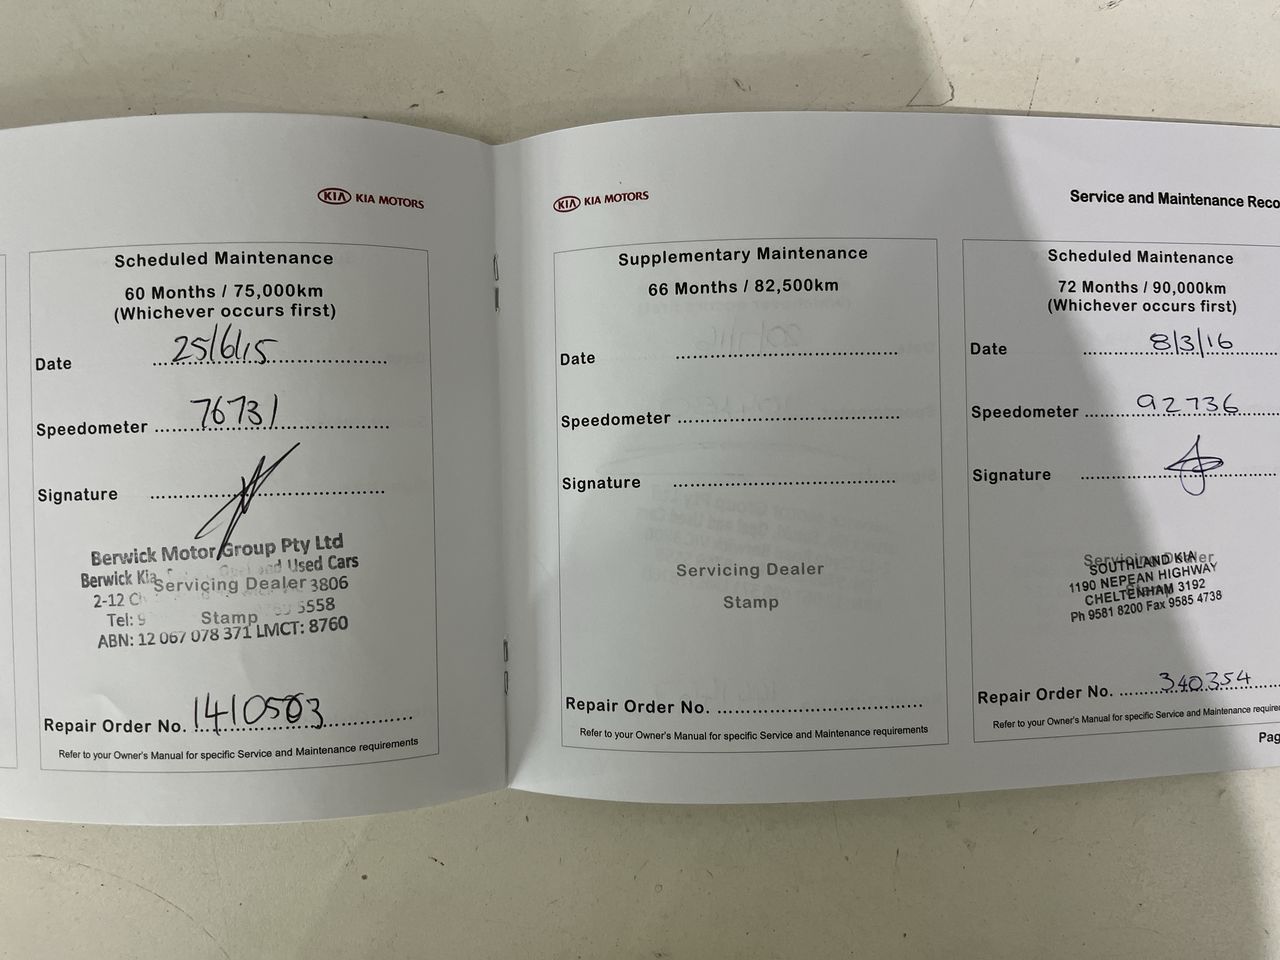 KIA KIA MOTORS
Scheduled Maintenance
60 Months / 75,000km
(Whichever occurs first)
Date 25/6/15
Speedometer 76731
Signature
Berwick Motor Group Pty Ltd
Berwick Kia and Used Cars
Servicing Dealer 3806
2-12
Tel: 9 5558
Stamp
ABN: 12 067 078 371 LMCT: 8760
Repair Order No. 1410503
Refer to your Owner's Manual for specific Service and Maintenance requirements
KIA KIA MOTORS
Service and Maintenance Reco
Supplementary Maintenance
66 Months / 82,500km
Date
Speedometer
Signature
Servicing Dealer
Stamp
Repair Order No.
Refer to your Owner's Manual for specific Service and Maintenance requirements
Scheduled Maintenance
72 Months / 90,000km
(Whichever occurs first)
Date 8/3/16
Speedometer 92736
Signature
Servicing Dealer
SOUTHLAND KIA
1190 NEPEAN HIGHWAY
CHELTENHAM 3192
Ph 9581 8200 Fax 9585 4738
Repair Order No. 340354
Refer to your Owner's Manual for specific Service and Maintenance require
Pag